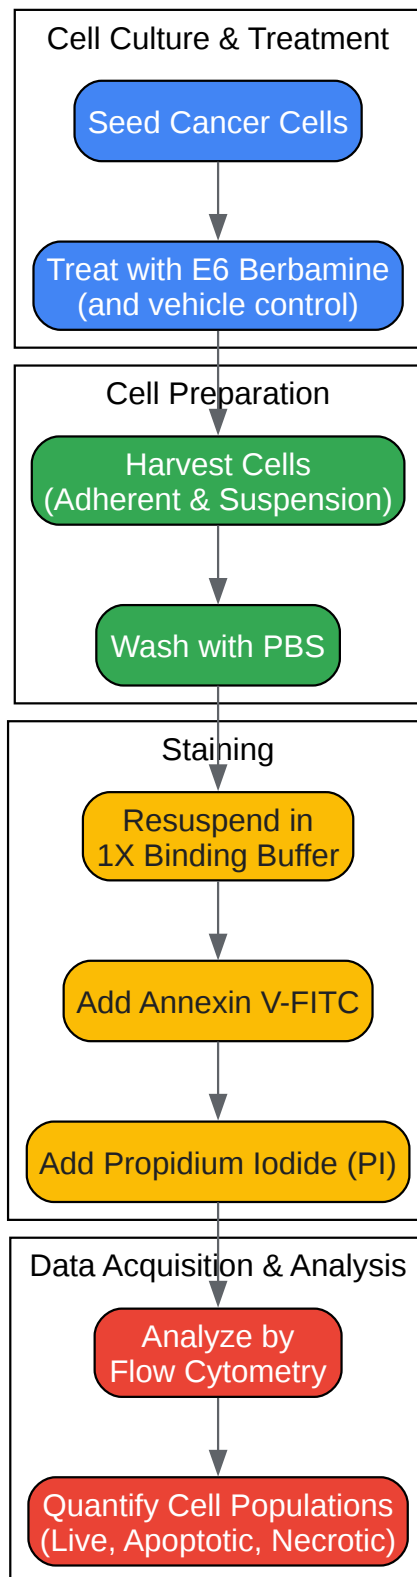 Cell Culture & Treatment
Seed Cancer Cells
Treat with E6 Berbamine
(and vehicle control)
Cell Preparation
Harvest Cells
(Adherent & Suspension)
Wash with PBS
Staining
Resuspend in
1X Binding Buffer
Add Annexin V-FITC
Add Propidium Iodide (PI)
Data Acquisition & Analysis
Analyze by
Flow Cytometry
Quantify Cell Populations
(Live, Apoptotic, Necrotic)